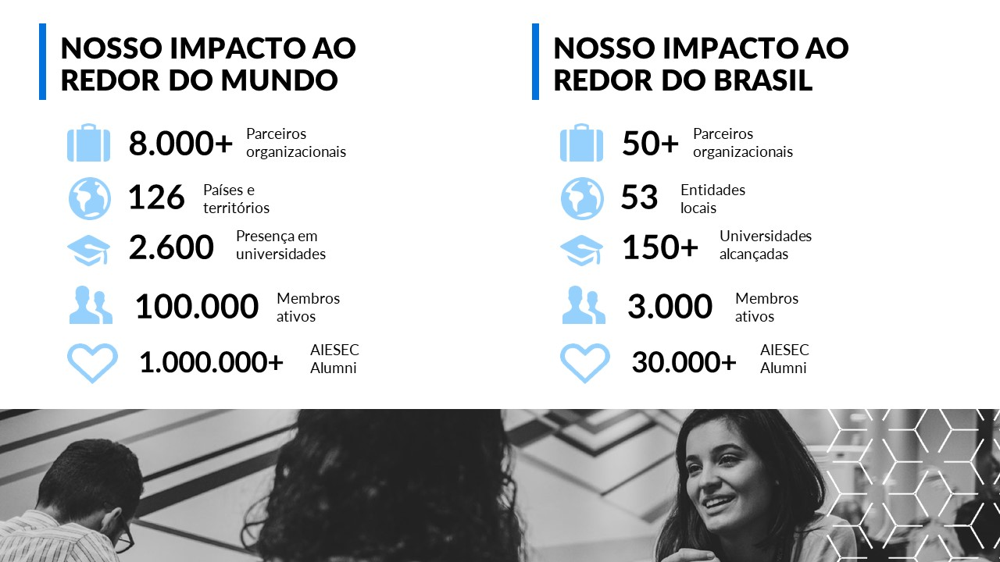 NOSSO IMPACTO AO
REDOR DO MUNDO
8.000+
Parceiros
organizacionais
126
Países e
territórios
2.600
Presença em
universidades
100.000
Membros
ativos
1.000.000+
AIESEC
Alumni
NOSSO IMPACTO AO
REDOR DO BRASIL
50+
Parceiros
organizacionais
53
Entidades
locais
150+
Universidades
alcançadas
3.000
Membros
ativos
30.000+
AIESEC
Alumni